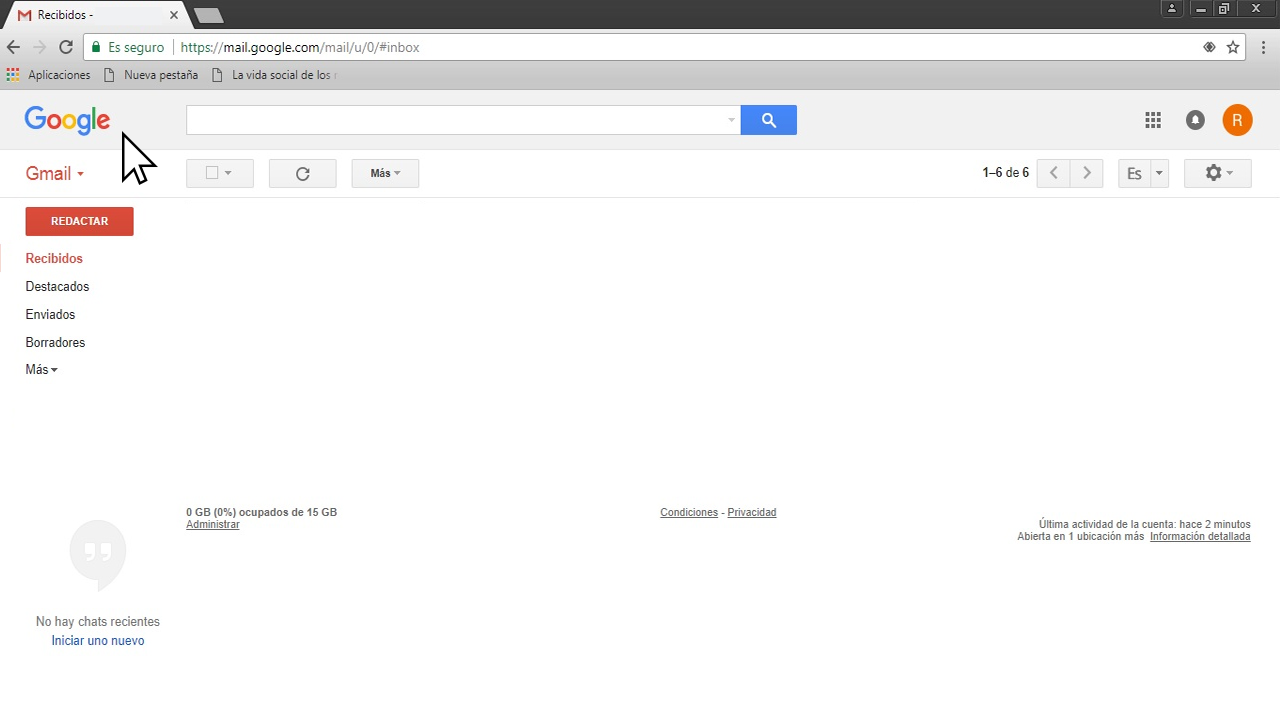 Recibidos -
Es seguro https://mail.google.com/mail/u/0/#inbox
Aplicaciones Nueva pestaña La vida social de los
Google
R
Gmail Más 1–6 de 6 Es
REDACTAR
Recibidos
Destacados
Enviados
Borradores
Más
0 GB (0%) ocupados de 15 GB
Administrar
Condiciones - Privacidad
Última actividad de la cuenta: hace 2 minutos
Abierta en 1 ubicación más Información detallada
No hay chats recientes
Iniciar uno nuevo